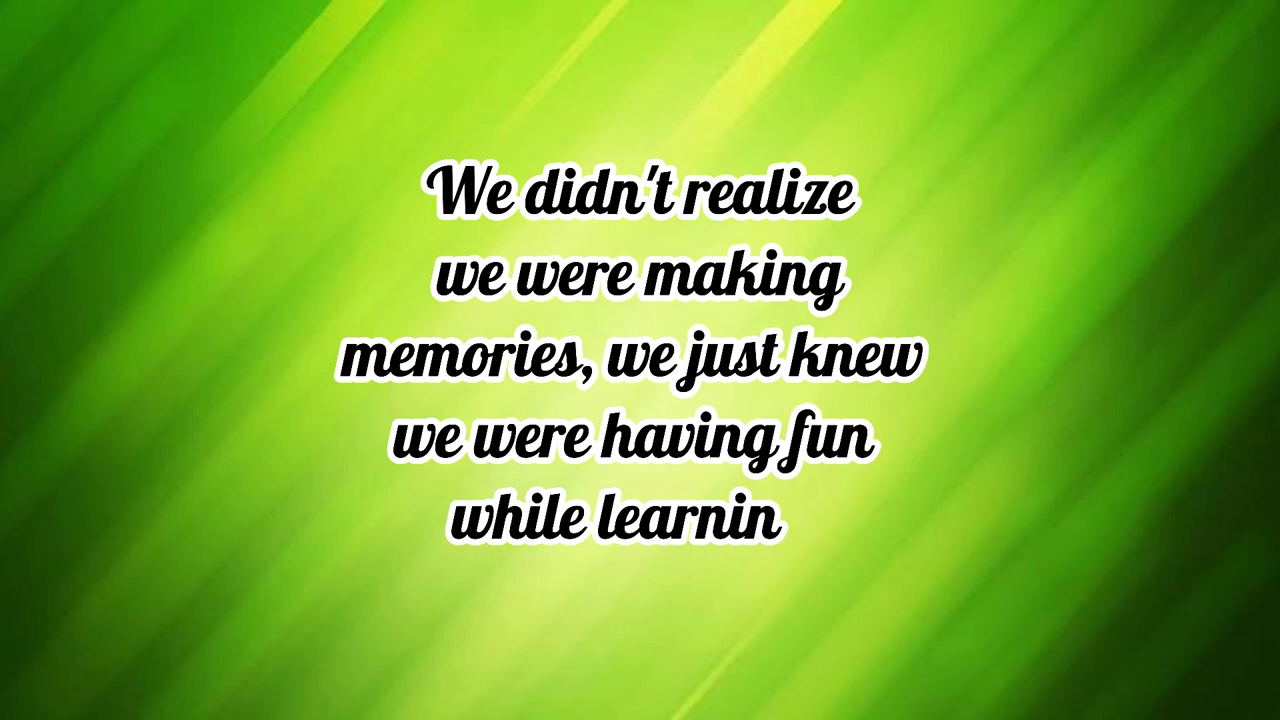 We didn't realize
we were making
memories, we just knew
we were having fun
while learnin